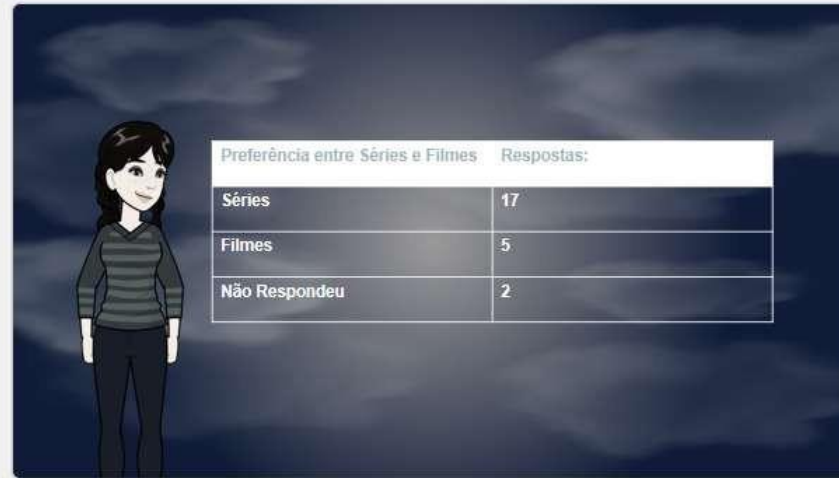 Preferência entre Séries e Filmes Respostas:
Séries 17
Filmes 5
Não Respondeu 2